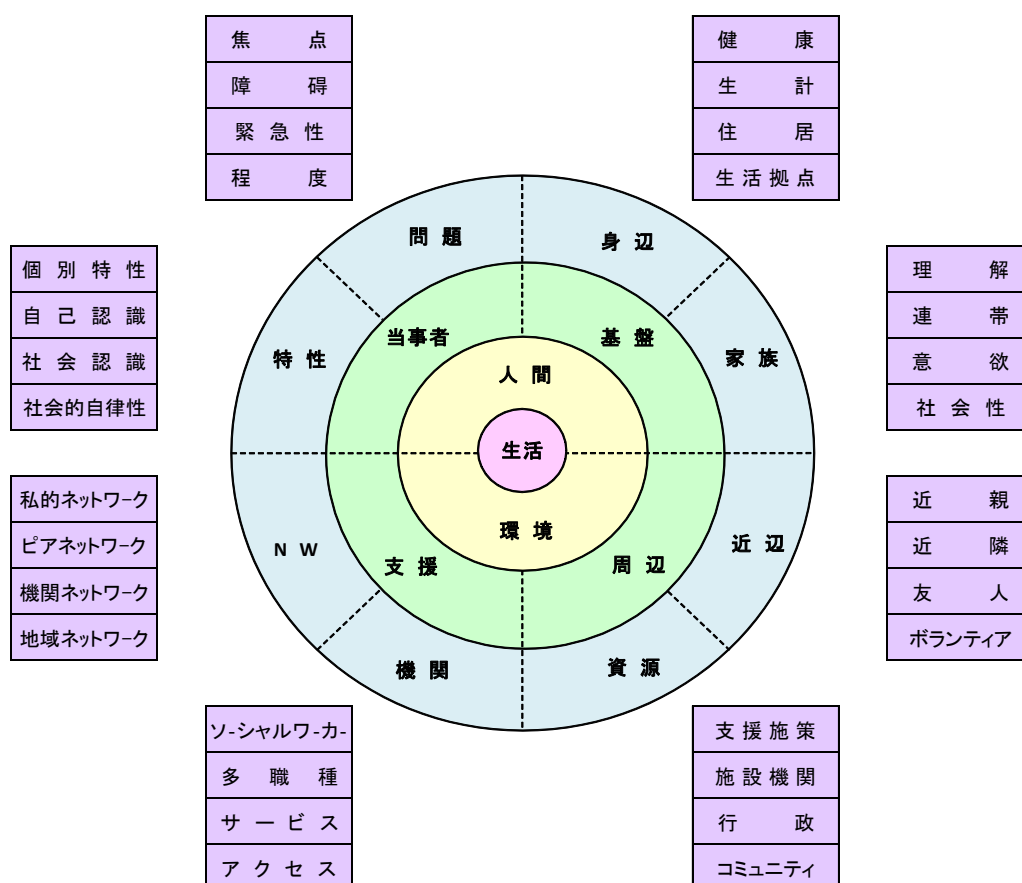 焦点
障碍
緊急性
程度
健康
生計
住居
生活拠点
個別特性
自己認識
社会認識
社会的自律性
理解
連帯
意欲
社会性
問題
身辺
特性
家族
当事者
基盤
人間
生活
環境
支援
周辺
NW
近辺
機関
資源
私的ネットワーク
ピアネットワーク
機関ネットワーク
地域ネットワーク
近親
近隣
友人
ボランティア
ソ-シャルワ-カ-
多職種
サービス
アクセス
支援施策
施設機関
行政
コミュニティ